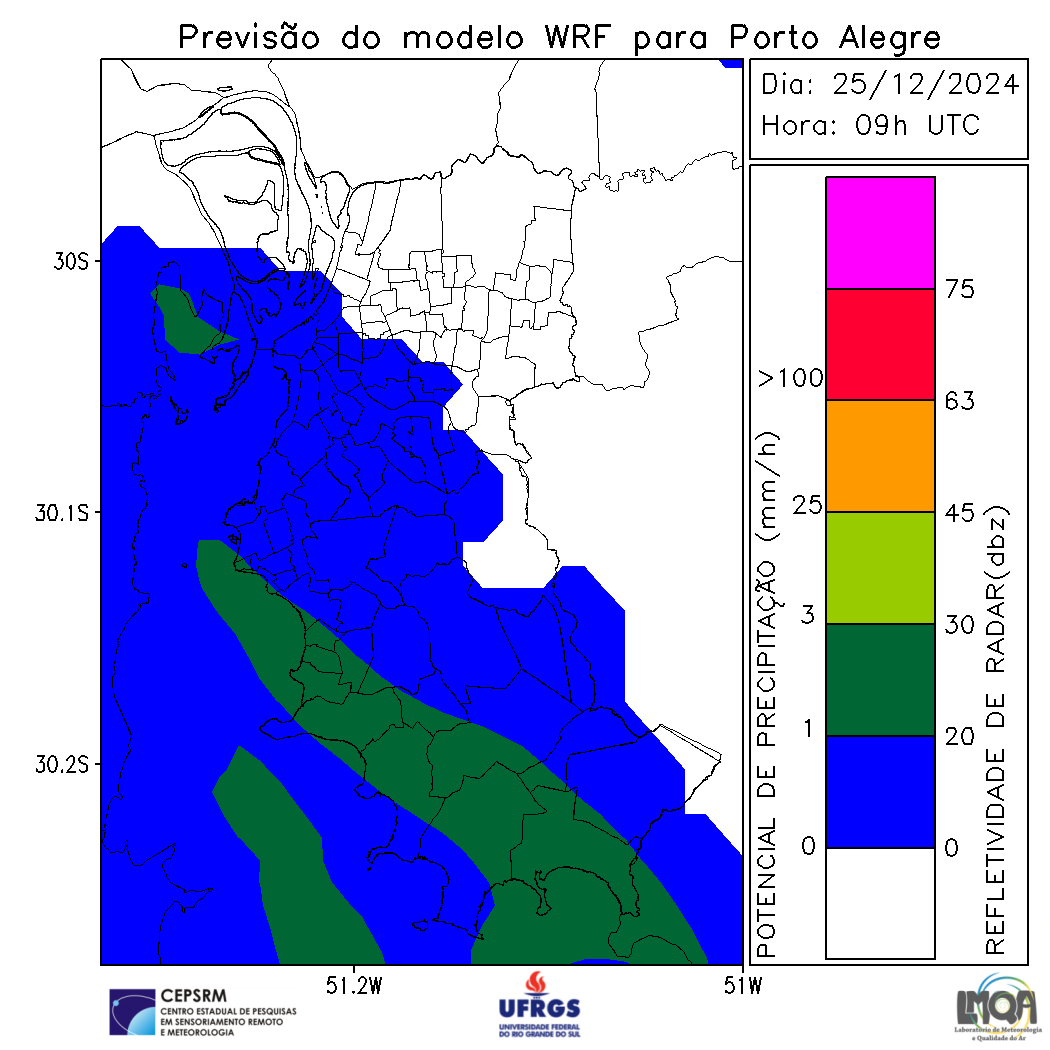 Previsão do modelo WRF para Porto Alegre
Dia: 25/12/2024
Hora: 09h UTC
30S
30.1S
30.2S
51.2W
51W
POTENCIAL DE PRECIPITAÇÃO (mm/h)
>100
25
3
1
0
75
63
45
30
20
0
REFLETIVIDADE DE RADAR(dbz)
CEPSRM
CENTRO ESTADUAL DE PESQUISAS
EM SENSORIAMENTO REMOTO
E METEOROLOGIA
UFRGS
UNIVERSIDADE FEDERAL
DO RIO GRANDE DO SUL
LMQA
Laboratório de Meteorologia
e Qualidade do Ar